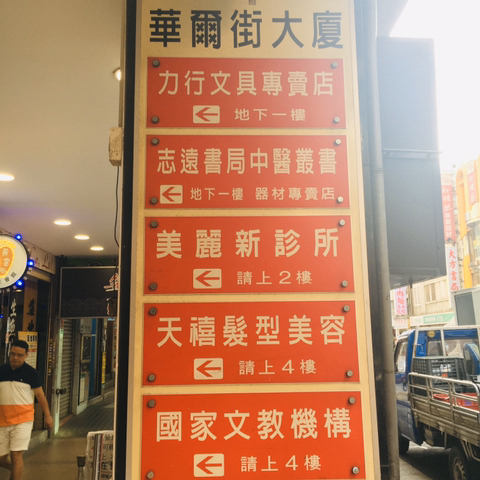 華爾街大廈
力行文具專賣店
← 地下一樓
志遠書局中醫叢書
← 地下一樓 器材專賣店
美麗新診所
← 請上2樓
天禧髮型美容
← 請上4樓
國家文教機構
← 請上4樓